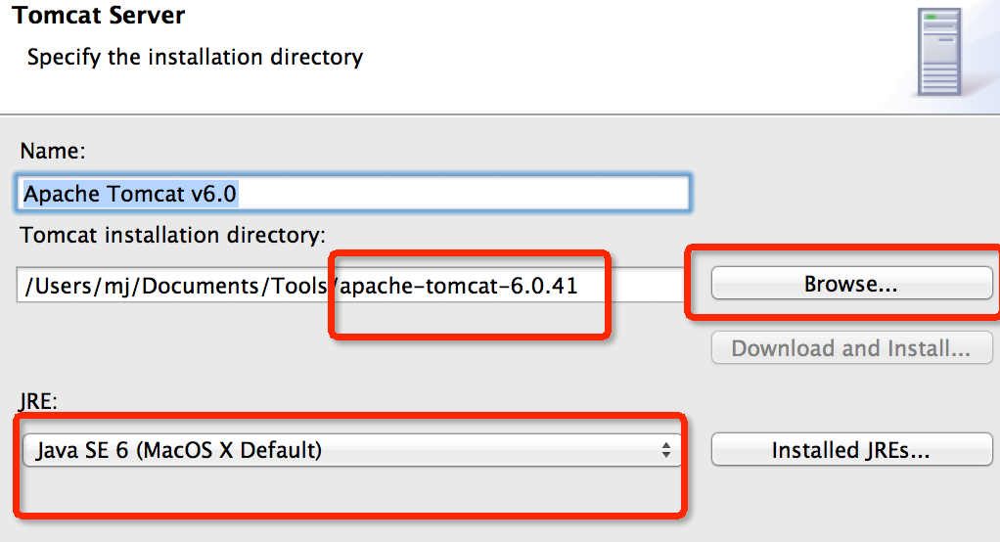 Tomcat Server
Specify the installation directory
Name:
Apache Tomcat v6.0
Tomcat installation directory:
/Users/mj/Documents/Tools/apache-tomcat-6.0.41
Browse...
Download and Install...
JRE:
Java SE 6 (MacOS X Default)
Installed JREs...